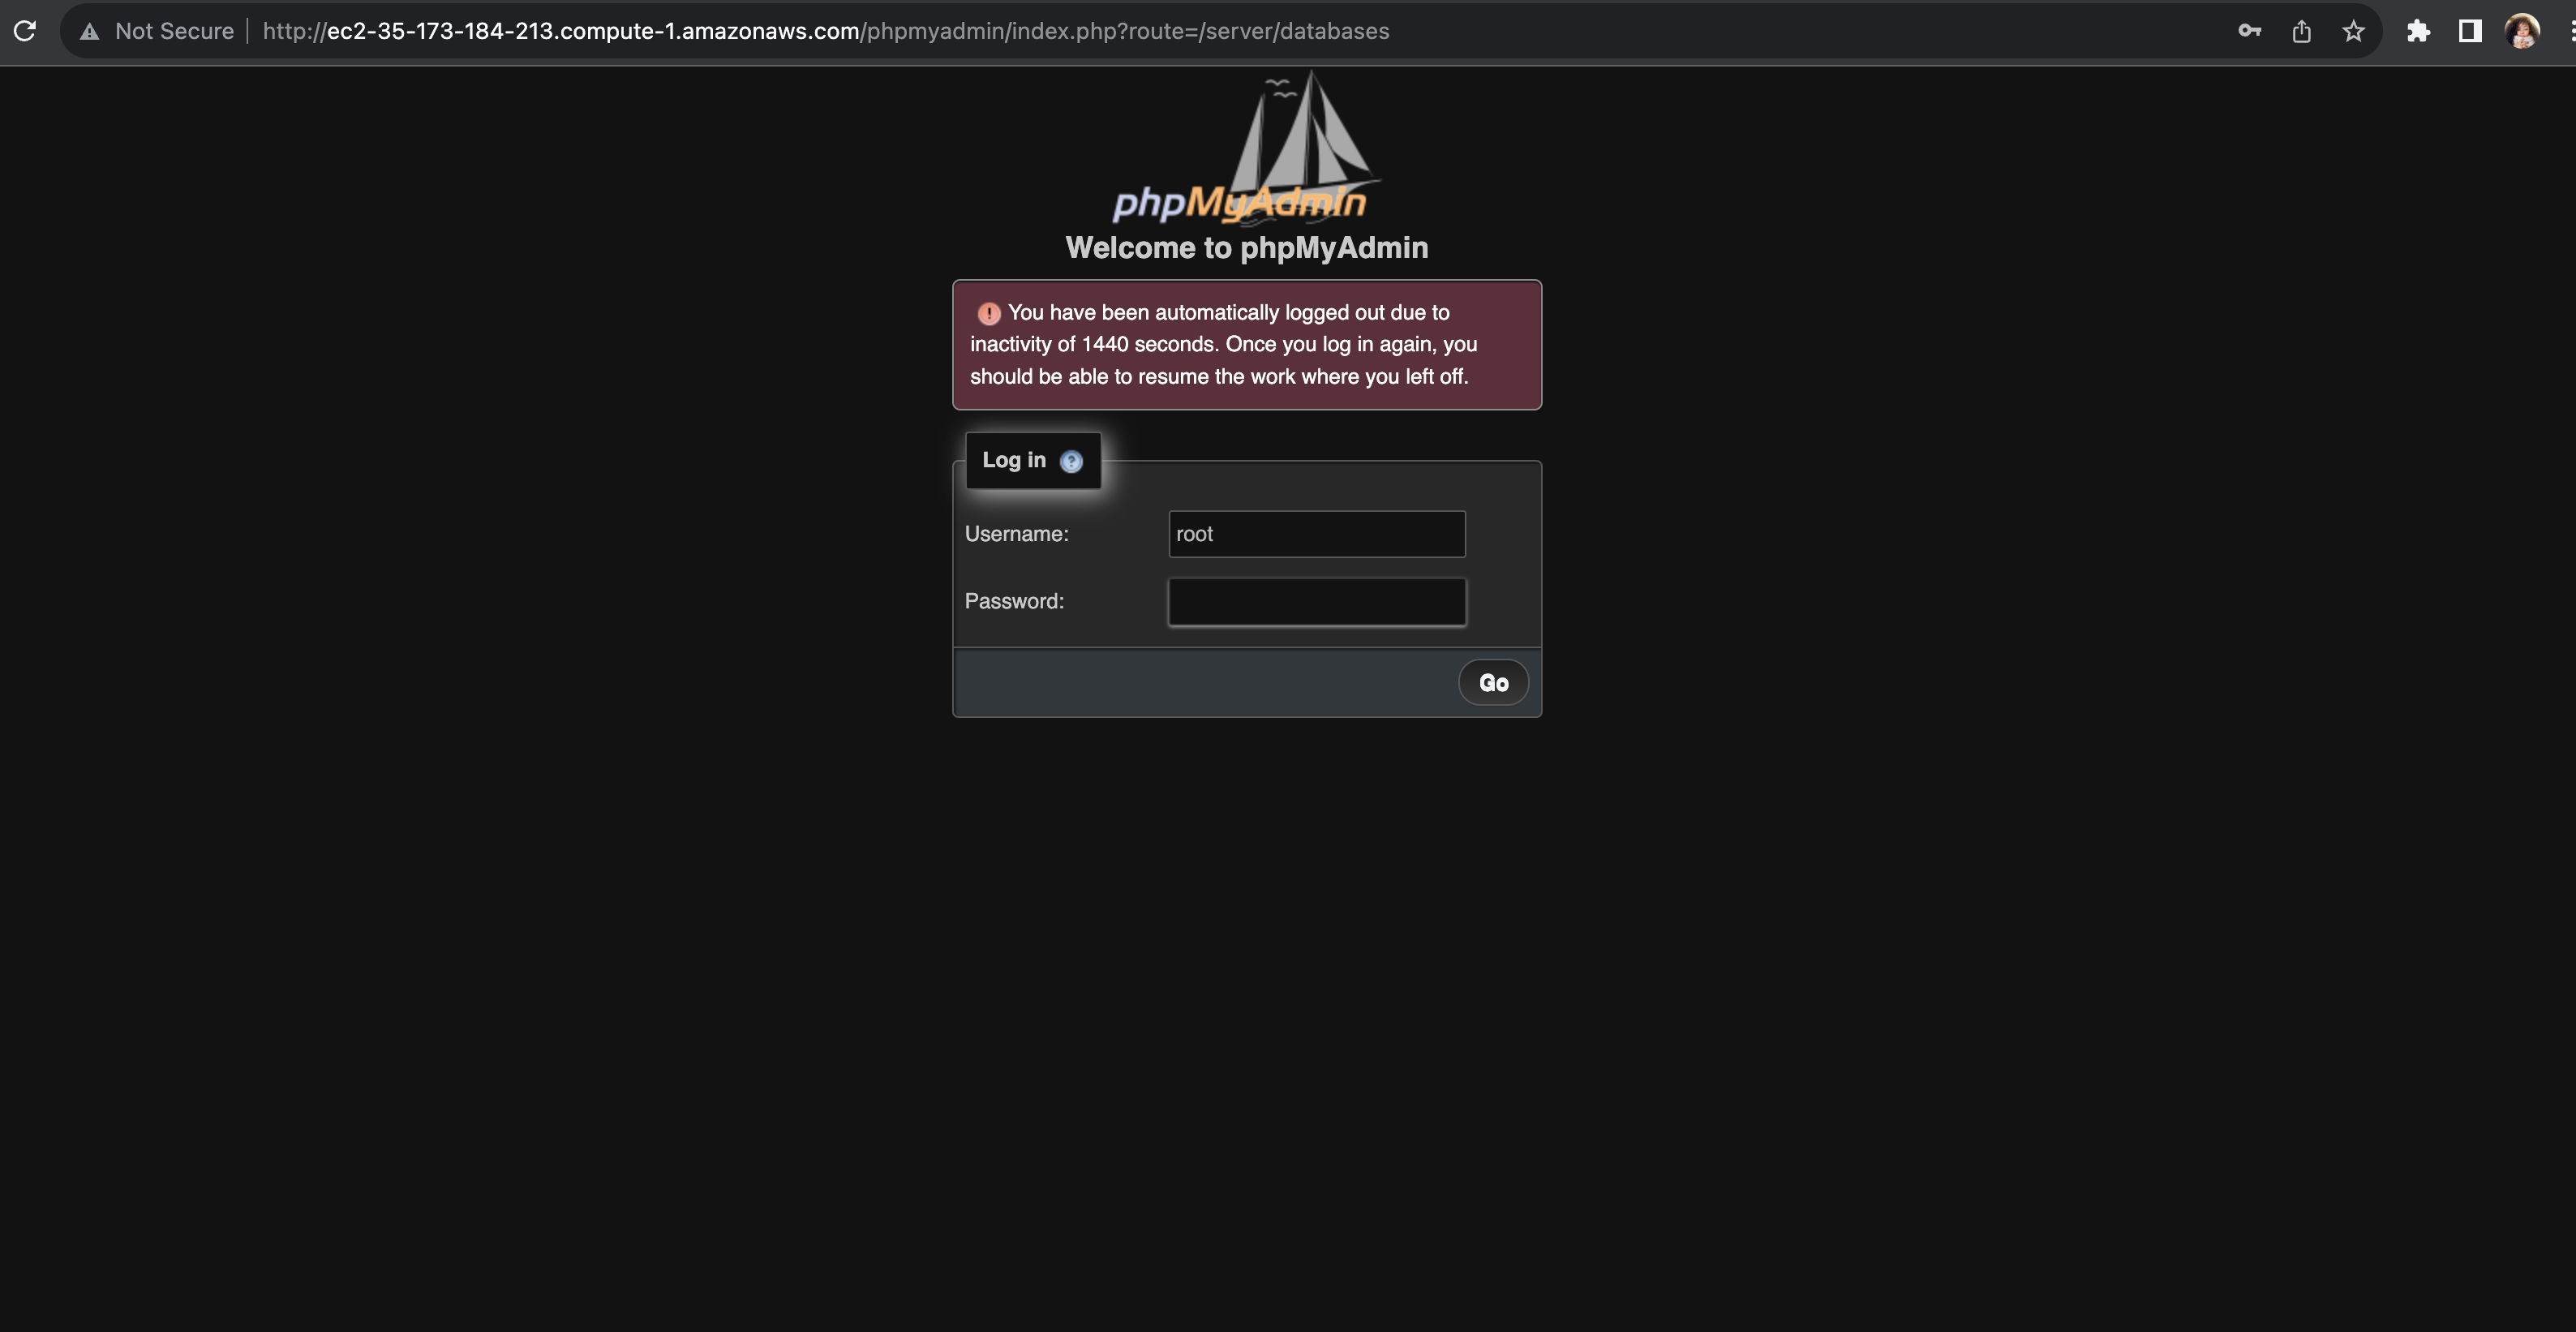 Not Secure http://ec2-35-173-184-213.compute-1.amazonaws.com/phpmyadmin/index.php?route=/server/databases
phpMyAdmin
Welcome to phpMyAdmin
You have been automatically logged out due to
inactivity of 1440 seconds. Once you log in again, you
should be able to resume the work where you left off.
Log in
Username: root
Password:
Go